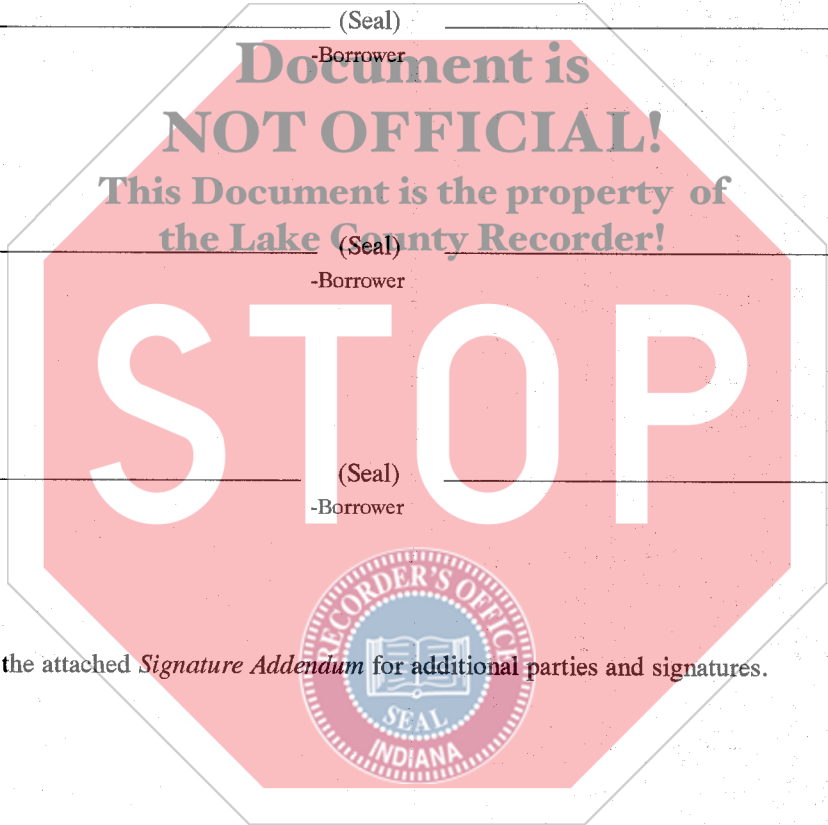 (Seal)
-Borrower
Document is
NOT OFFICIAL!
This Document is the property of
the Lake County Recorder!
(Seal)
-Borrower
STOP
(Seal)
-Borrower
RECORDER'S OFFICE
the attached Signature Addendum for additional parties and signatures.
SEAL
INDIANA